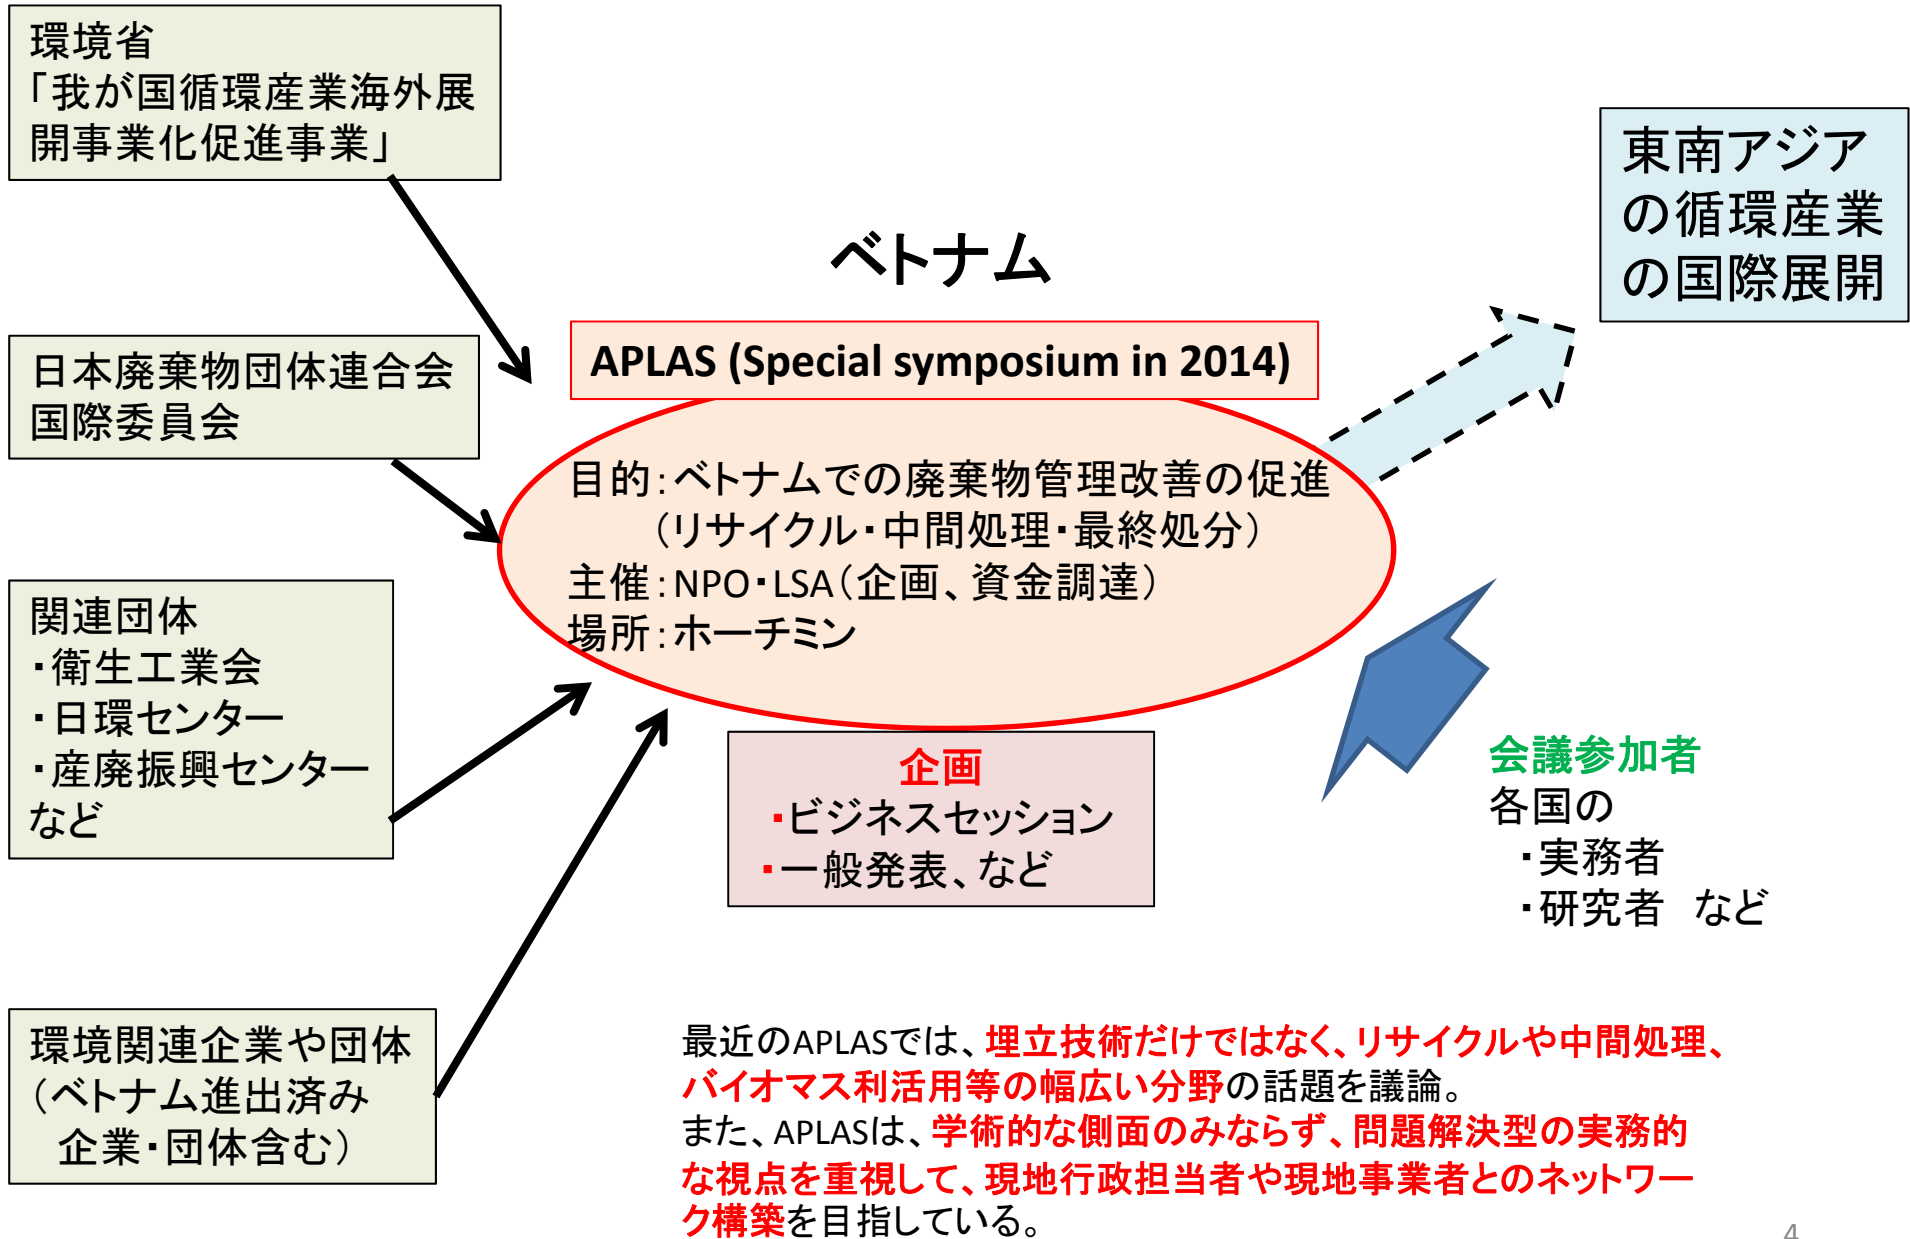 環境省
「我が国循環産業海外展
開事業化促進事業」
日本廃棄物団体連合会
国際委員会
関連団体
・衛生工業会
・日環センター
・産廃振興センター
など
環境関連企業や団体
（ベトナム進出済み
企業・団体含む）
ベトナム
APLAS (Special symposium in 2014)
目的：ベトナムでの廃棄物管理改善の促進
（リサイクル・中間処理・最終処分）
主催：NPO・LSA（企画、資金調達）
場所：ホーチミン
企画
・ビジネスセッション
・一般発表、など
東南アジア
の循環産業
の国際展開
会議参加者
各国の
・実務者
・研究者　など
最近のAPLASでは、埋立技術だけではなく、リサイクルや中間処理、
バイオマス利活用等の幅広い分野の話題を議論。
また、APLASは、学術的な側面のみならず、問題解決型の実務的
な視点を重視して、現地行政担当者や現地事業者とのネットワー
ク構築を目指している。
4